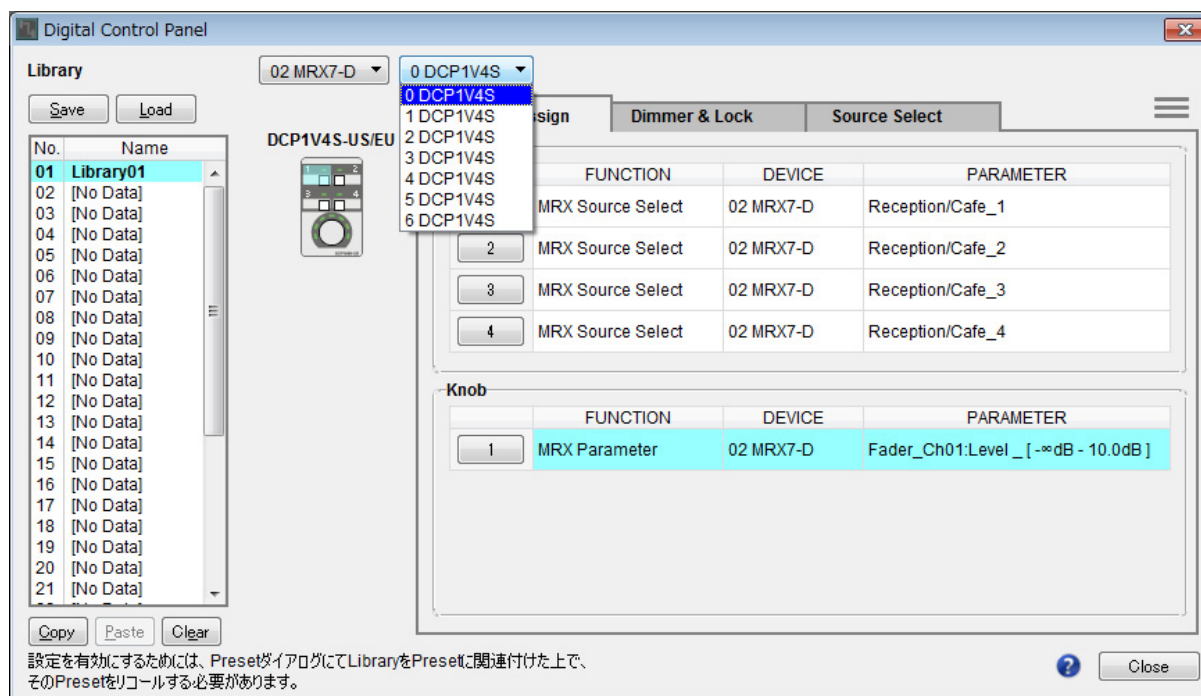 Digital Control Panel
Library
02 MRX7-D
0 DCP1V4S
0 DCP1V4S
1 DCP1V4S
2 DCP1V4S
3 DCP1V4S
4 DCP1V4S
5 DCP1V4S
6 DCP1V4S
Save Load
No. Name
01 Library01
02 [No Data]
03 [No Data]
04 [No Data]
05 [No Data]
06 [No Data]
07 [No Data]
08 [No Data]
09 [No Data]
10 [No Data]
11 [No Data]
12 [No Data]
13 [No Data]
14 [No Data]
15 [No Data]
16 [No Data]
17 [No Data]
18 [No Data]
19 [No Data]
20 [No Data]
21 [No Data]
Copy Paste Clear
DCP1V4S-US/EU
1 - - 2
3 - - 4
Dimmer & Lock Source Select
FUNCTION DEVICE PARAMETER
MRX Source Select 02 MRX7-D Reception/Cafe_1
2 MRX Source Select 02 MRX7-D Reception/Cafe_2
3 MRX Source Select 02 MRX7-D Reception/Cafe_3
4 MRX Source Select 02 MRX7-D Reception/Cafe_4
Knob
FUNCTION DEVICE PARAMETER
1 MRX Parameter 02 MRX7-D Fader_Ch01:Level _ [ -∞dB - 10.0dB ]
設定を有効にするためには、PresetダイアログにてLibraryをPresetに関連付けた上で、
そのPresetをリコールする必要があります。
? Close